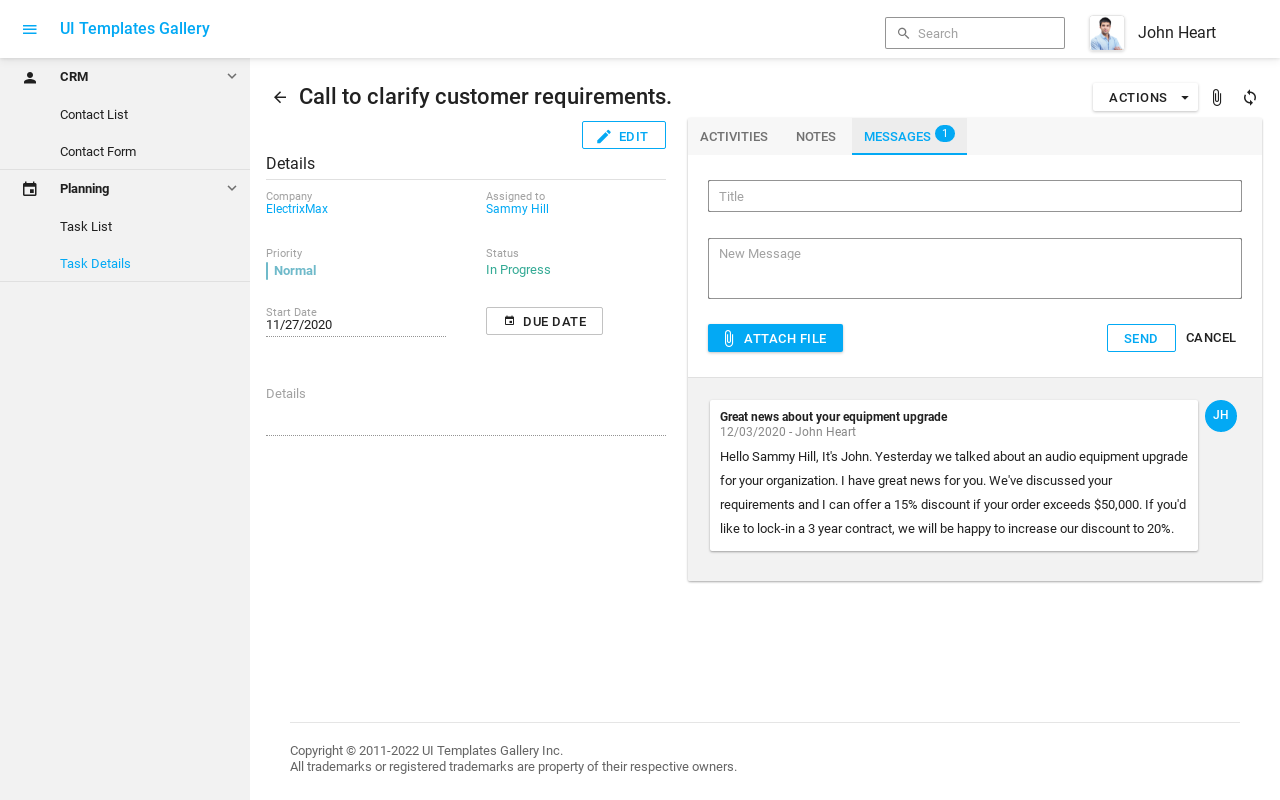 UI Templates Gallery
Search
John Heart
CRM
Contact List
Contact Form
Planning
Task List
Task Details
Call to clarify customer requirements.
ACTIONS
EDIT
Details
Company
ElectrixMax
Assigned to
Sammy Hill
Priority
Normal
Status
In Progress
Start Date
11/27/2020
DUE DATE
Details
ACTIVITIES
NOTES
MESSAGES 1
Title
New Message
ATTACH FILE
SEND
CANCEL
Great news about your equipment upgrade
12/03/2020 - John Heart
Hello Sammy Hill, It's John. Yesterday we talked about an audio equipment upgrade
for your organization. I have great news for you. We've discussed your
requirements and I can offer a 15% discount if your order exceeds $50,000. If you'd
like to lock-in a 3 year contract, we will be happy to increase our discount to 20%.
JH
Copyright © 2011-2022 UI Templates Gallery Inc.
All trademarks or registered trademarks are property of their respective owners.